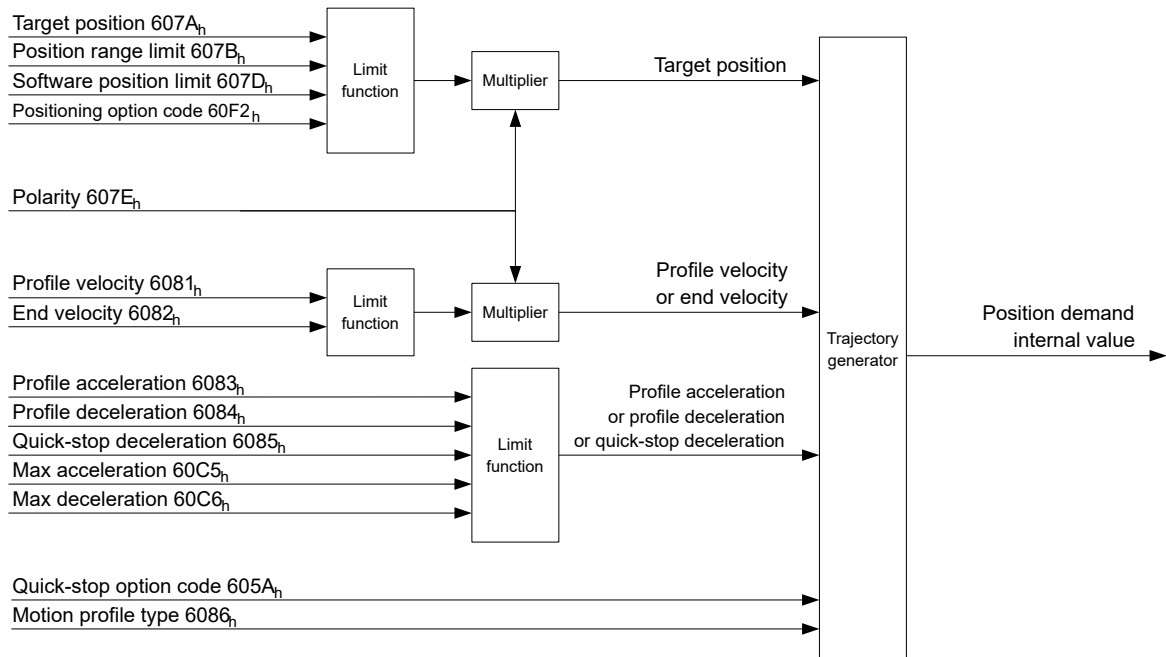 Target position 607Ah
Position range limit 607Bh
Software position limit 607Dh
Positioning option code 60F2h
Limit
function
Multiplier
Target position
Polarity 607Eh
Profile velocity 6081h
End velocity 6082h
Limit
function
Multiplier
Profile velocity
or end velocity
Trajectory
generator
Position demand
internal value
Profile acceleration 6083h
Profile deceleration 6084h
Quick-stop deceleration 6085h
Max acceleration 60C5h
Max deceleration 60C6h
Limit
function
Profile acceleration
or profile deceleration
or quick-stop deceleration
Quick-stop option code 605Ah
Motion profile type 6086h